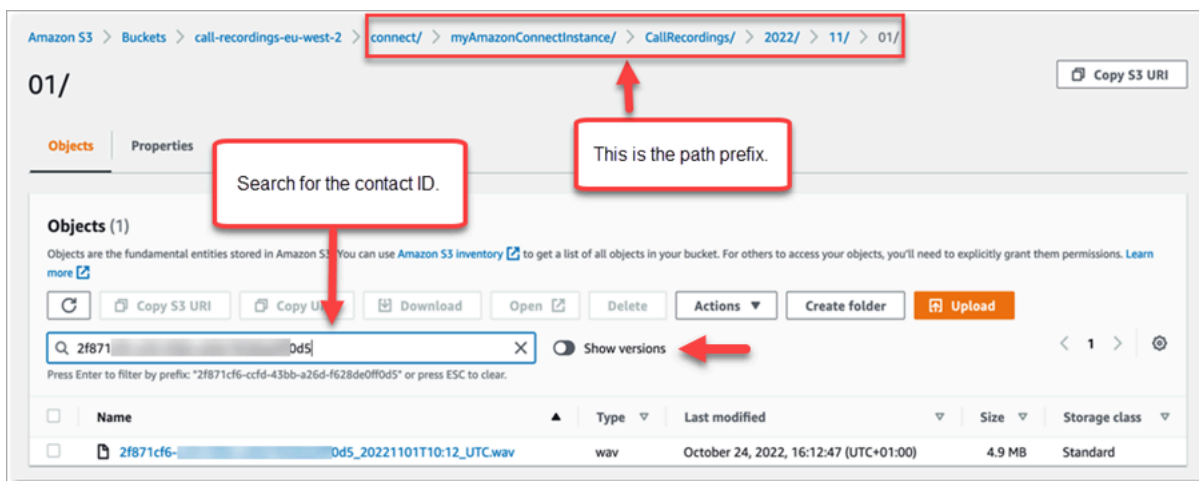 Amazon S3 > Buckets > call-recordings-eu-west-2 > connect/ > myAmazonConnectInstance/ > CallRecordings/ > 2022/ > 11/ > 01/
01/
Copy S3 URI
This is the path prefix.
Objects
Properties
Search for the contact ID.
Objects (1)
Objects are the fundamental entities stored in Amazon S3. You can use Amazon S3 inventory to get a list of all objects in your bucket. For others to access your objects, you'll need to explicitly grant them permissions. Learn
more
Copy S3 URI
Copy U
Download
Open
Delete
Actions
Create folder
Upload
2f871 0d5
Show versions
< 1 >
Press Enter to filter by prefix: "2f871cf6-ccfd-43bb-a26d-f628de0ff0d5" or press ESC to clear.
Name
Type
Last modified
Size
Storage class
2f871cf6- 0d5_20221101T10:12_UTC.wav
wav
October 24, 2022, 16:12:47 (UTC+01:00)
4.9 MB
Standard